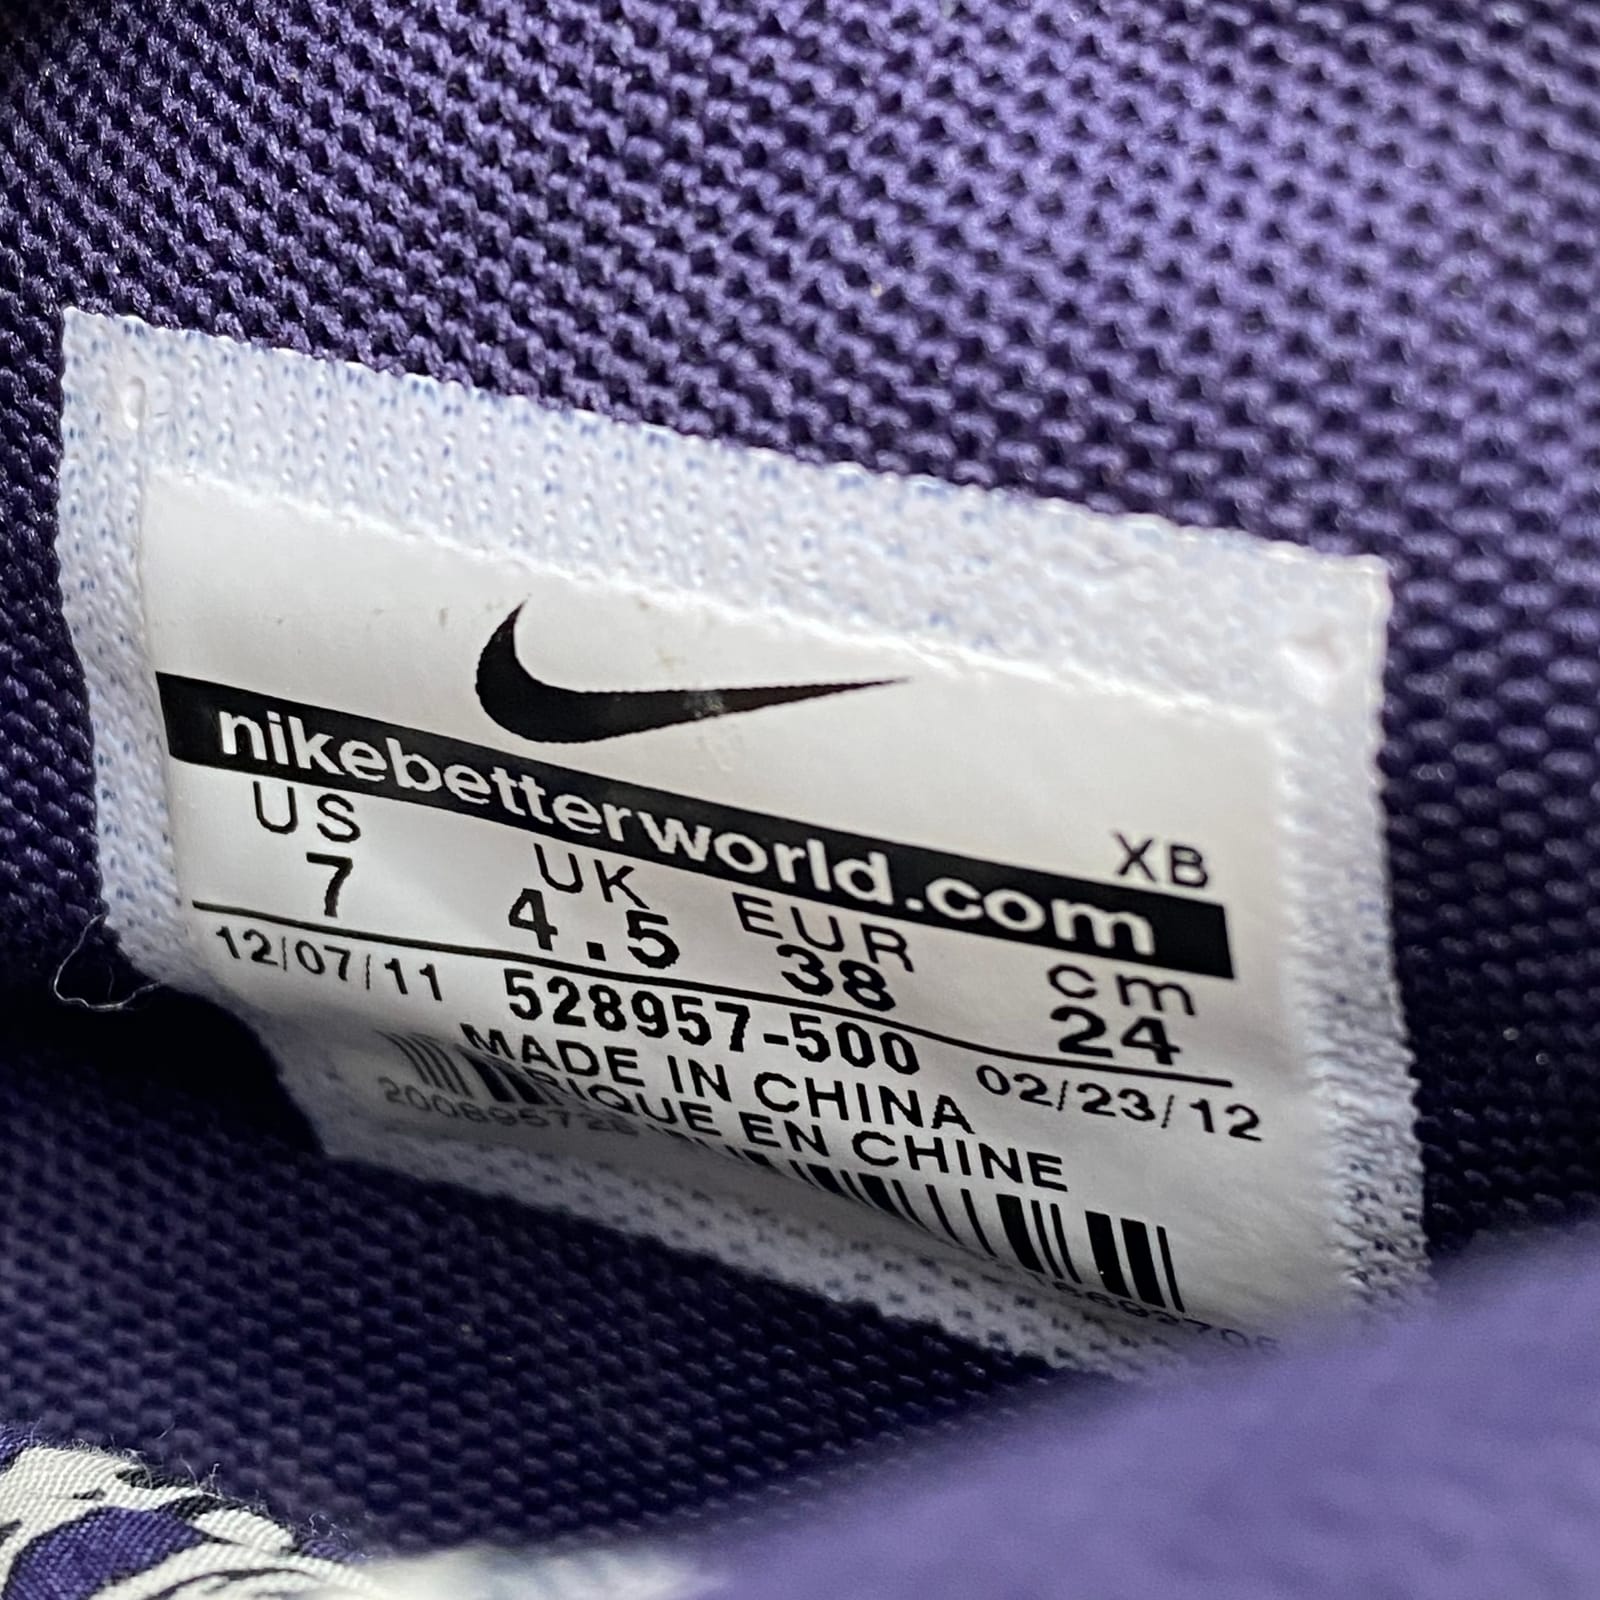 XB
nikebetterworld.com
US UK EUR cm
7 4.5 38 24
12/07/11 528957-500 02/23/12
MADE IN CHINA
EN CHINE